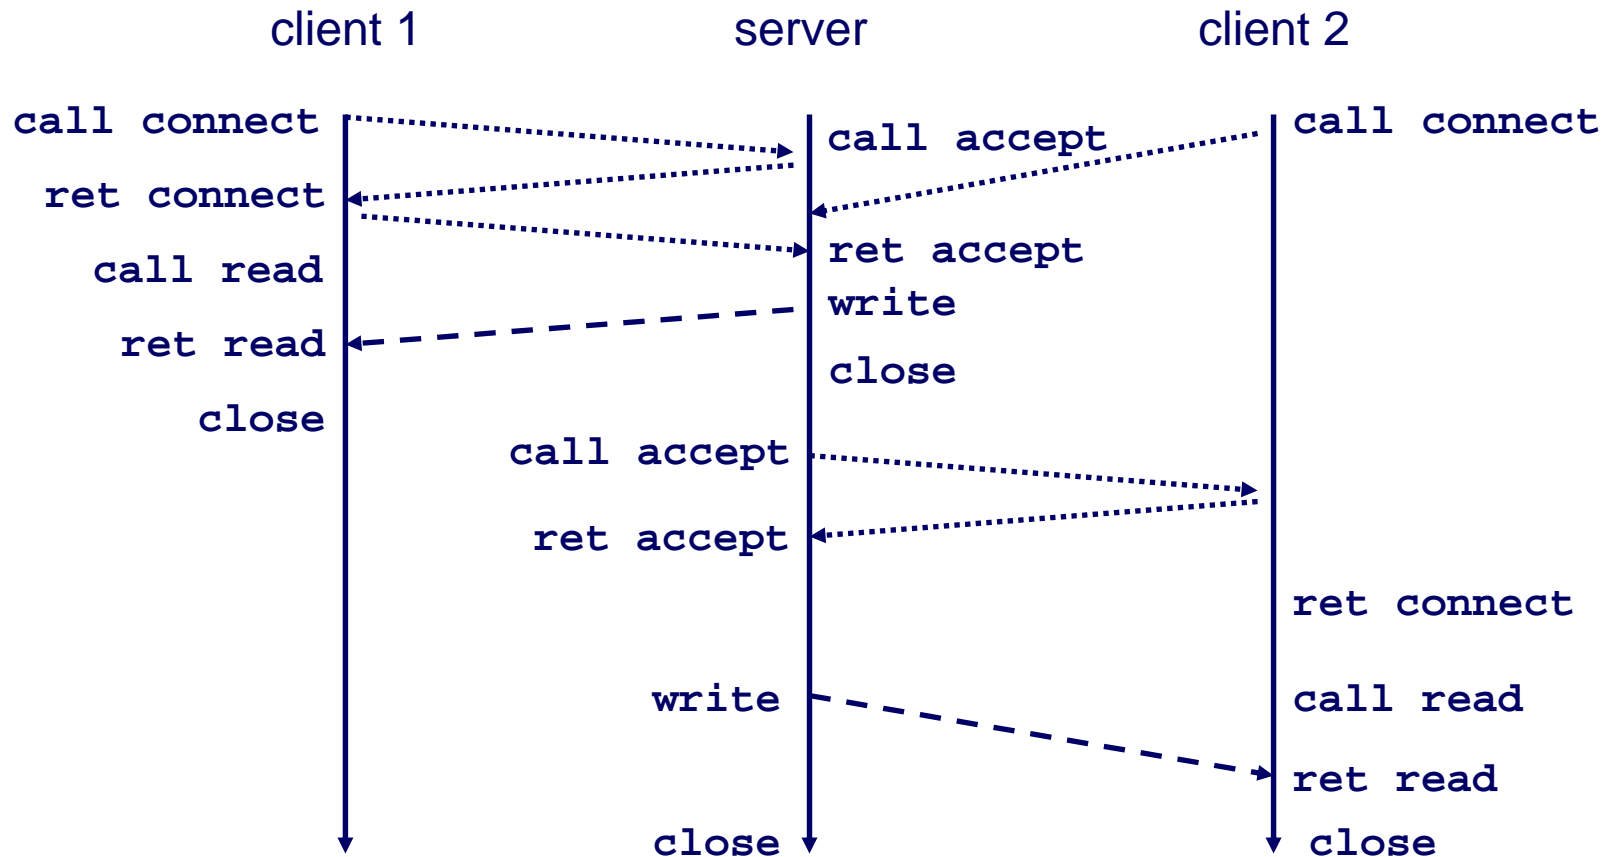 client 1
server
client 2
call connect
call accept
call connect
ret connect
ret accept
call read
write
ret read
close
close
call accept
ret accept
ret connect
write
call read
ret read
close
close